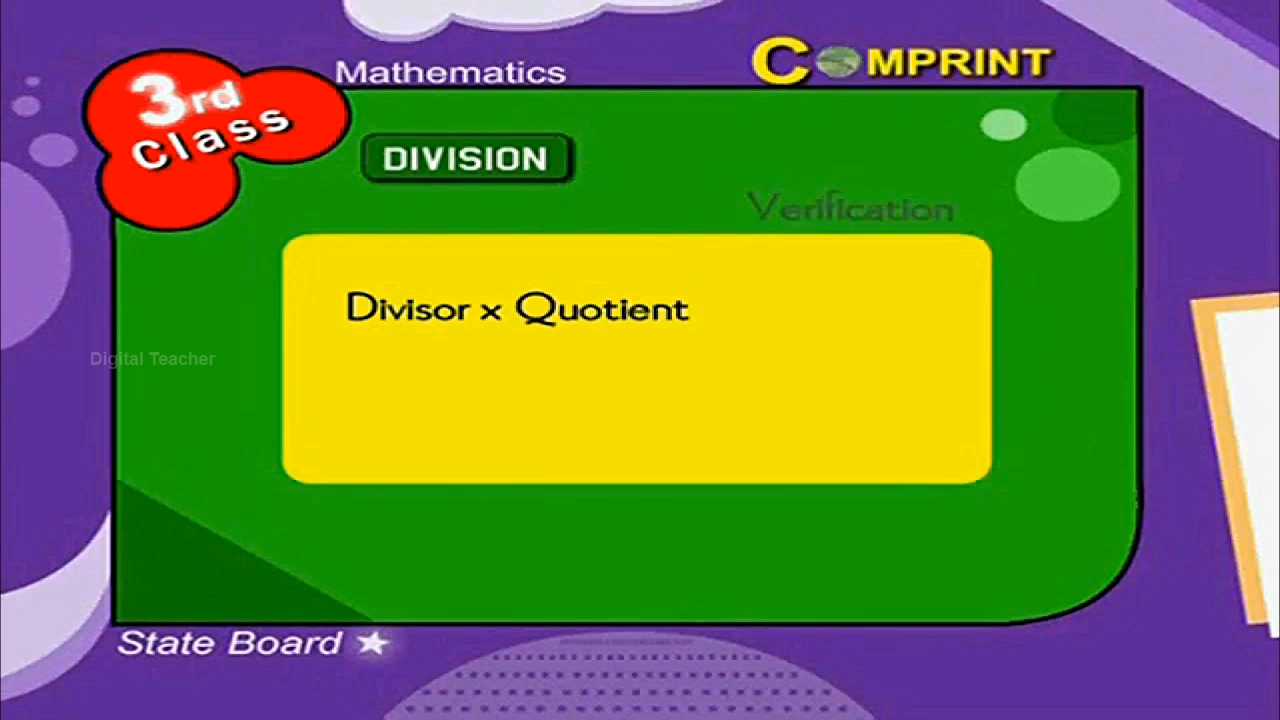 Mathematics
COMPRINT
3rd
Class
DIVISION
Verification
Divisor x Quotient
Digital Teacher
State Board